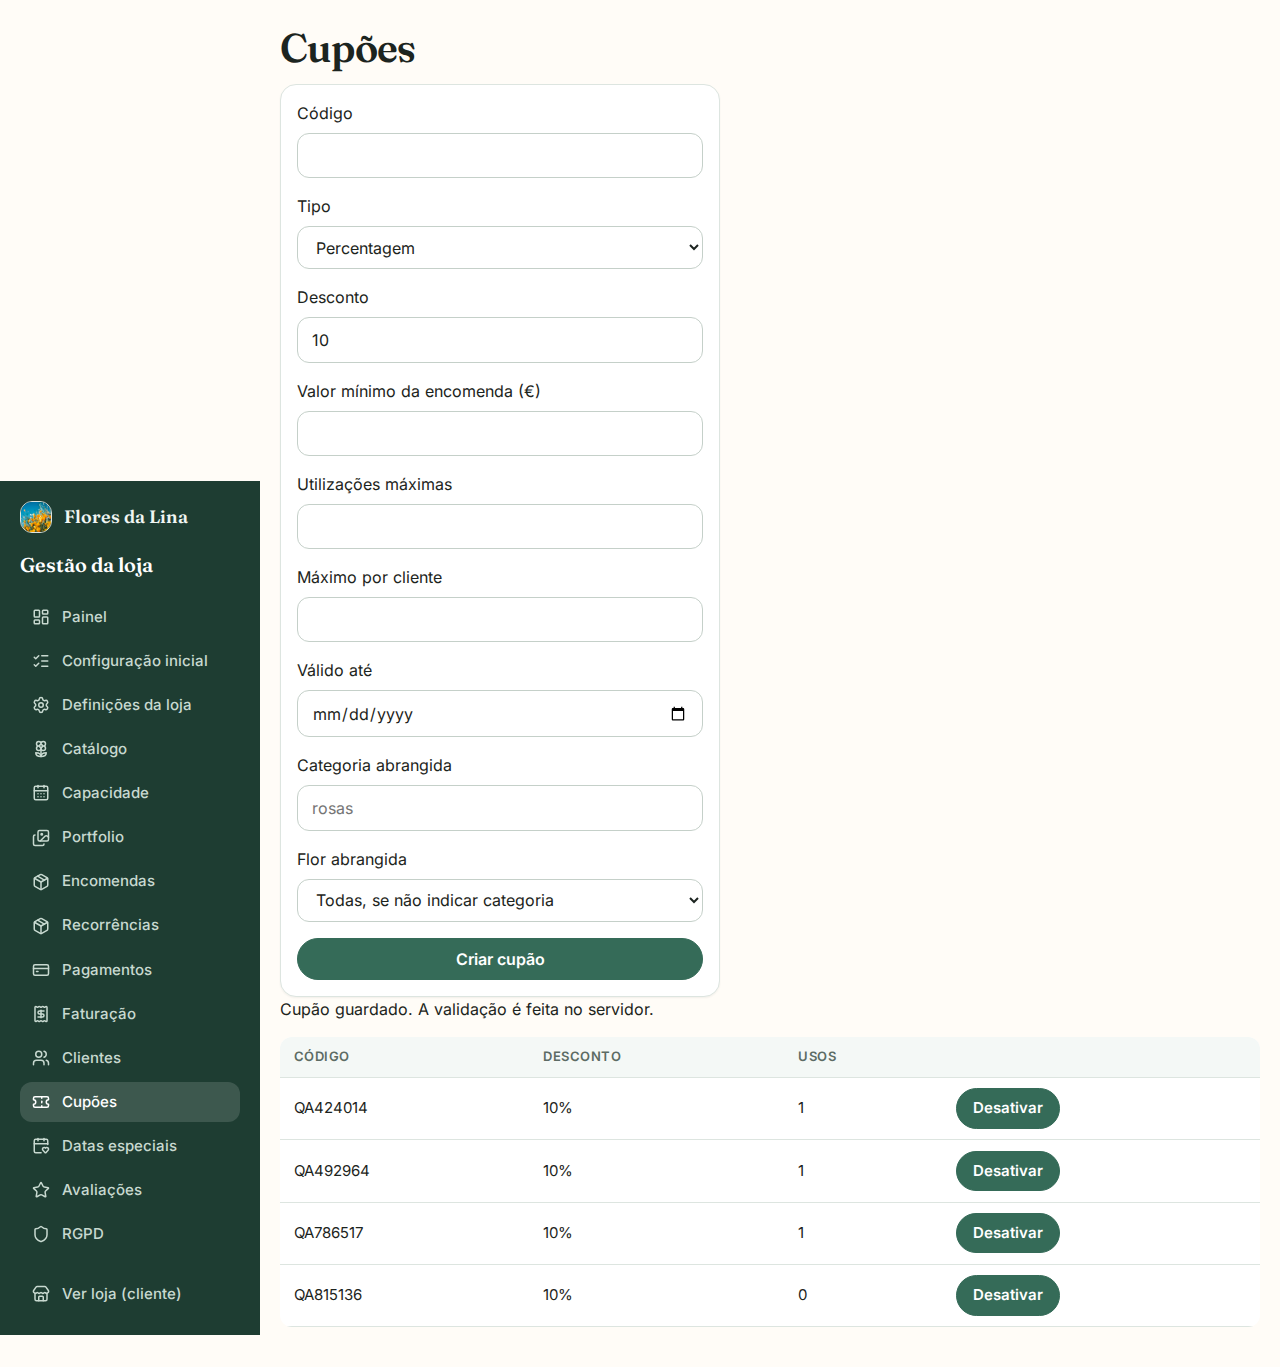 Cupões
Código
Tipo
Percentagem
Desconto
10
Valor mínimo da encomenda (€)
Utilizações máximas
Máximo por cliente
Válido até
mm/dd/yyyy
Categoria abrangida
rosas
Flor abrangida
Todas, se não indicar categoria
Criar cupão
Cupão guardado. A validação é feita no servidor.
CÓDIGO DESCONTO USOS
QA424014 10% 1 Desativar
QA492964 10% 1 Desativar
QA786517 10% 1 Desativar
QA815136 10% 0 Desativar
Flores da Lina
Gestão da loja
Painel
Configuração inicial
Definições da loja
Catálogo
Capacidade
Portfolio
Encomendas
Recorrências
Pagamentos
Faturação
Clientes
Cupões
Datas especiais
Avaliações
RGPD
Ver loja (cliente)